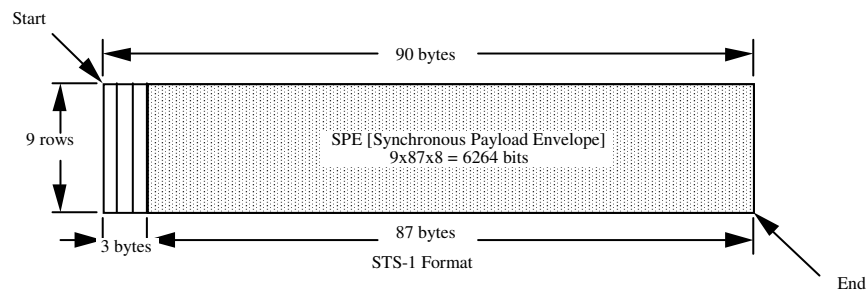 Start
90 bytes
9 rows
SPE [Synchronous Payload Envelope]
9x87x8 = 6264 bits
3 bytes
87 bytes
STS-1 Format
End